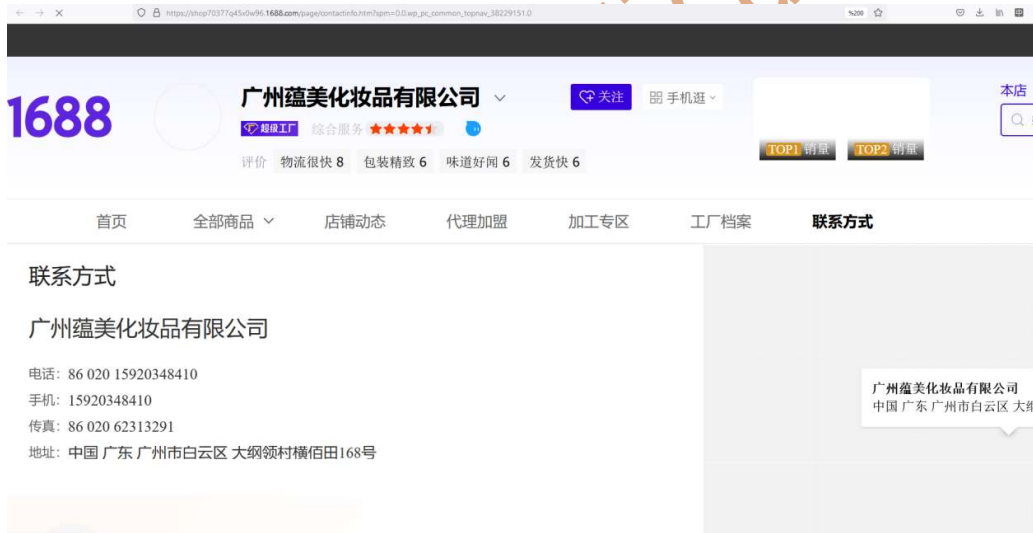 https://shop70377q45s0w96.1688.com/page/contactinfo.htm?spm=0.0.wp_pc_common_topnav_38229151.0
%200
1688
广州蕴美化妆品有限公司
关注
手机逛
本店
超级工厂
综合服务
评价 物流很快 8 包装精致 6 味道好闻 6 发货快 6
TOP1 销量
TOP2 销量
首页 全部商品 店铺动态 代理加盟 加工专区 工厂档案 联系方式
联系方式
广州蕴美化妆品有限公司
电话: 86 020 15920348410
手机: 15920348410
传真: 86 020 62313291
地址: 中国 广东 广州市白云区 大纲领村横佰田168号
广州蕴美化妆品有限公司
中国 广东 广州市白云区 大纲